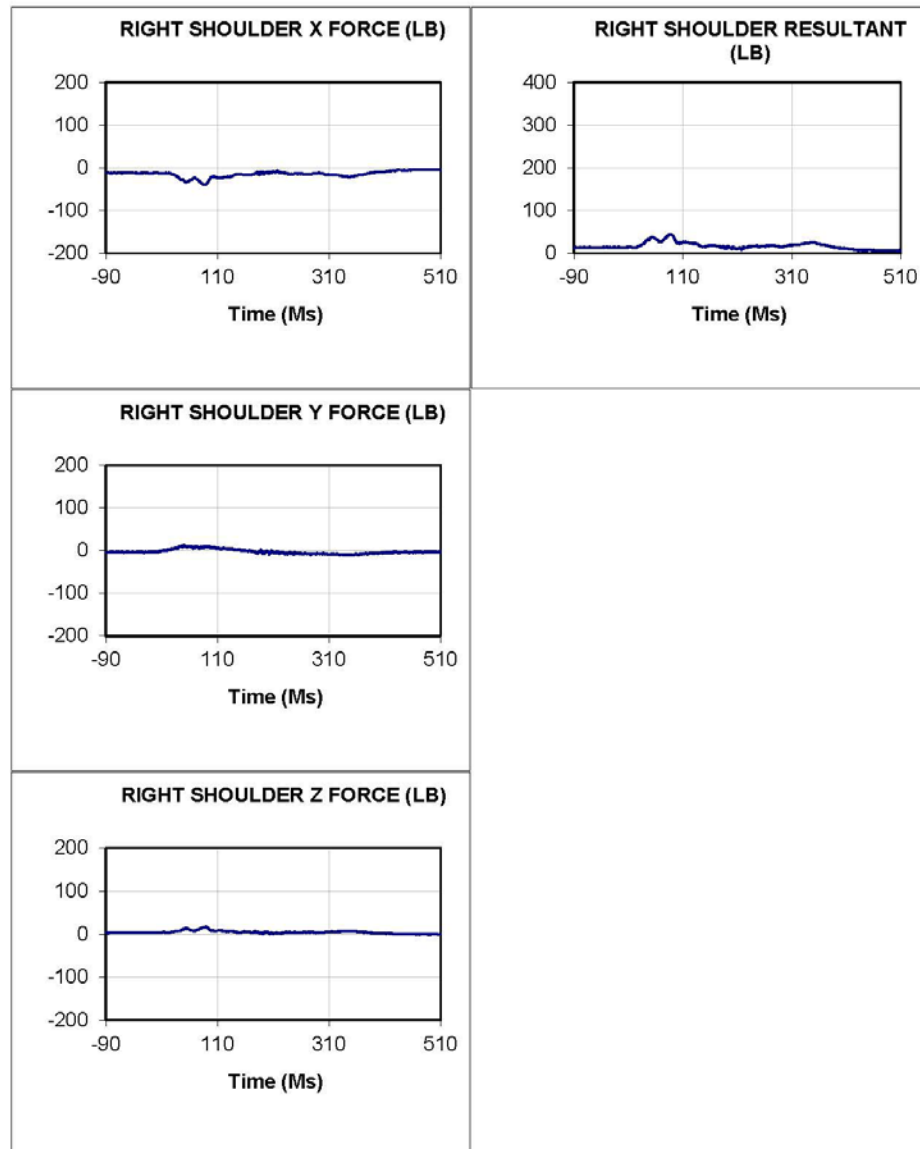 RIGHT SHOULDER X FORCE (LB)
200
100
0
-100
-200
-90 110 310 510
Time (Ms)
RIGHT SHOULDER RESULTANT
(LB)
400
300
200
100
0
-90 110 310 510
Time (Ms)
RIGHT SHOULDER Y FORCE (LB)
200
100
0
-100
-200
-90 110 310 510
Time (Ms)
RIGHT SHOULDER Z FORCE (LB)
200
100
0
-100
-200
-90 110 310 510
Time (Ms)